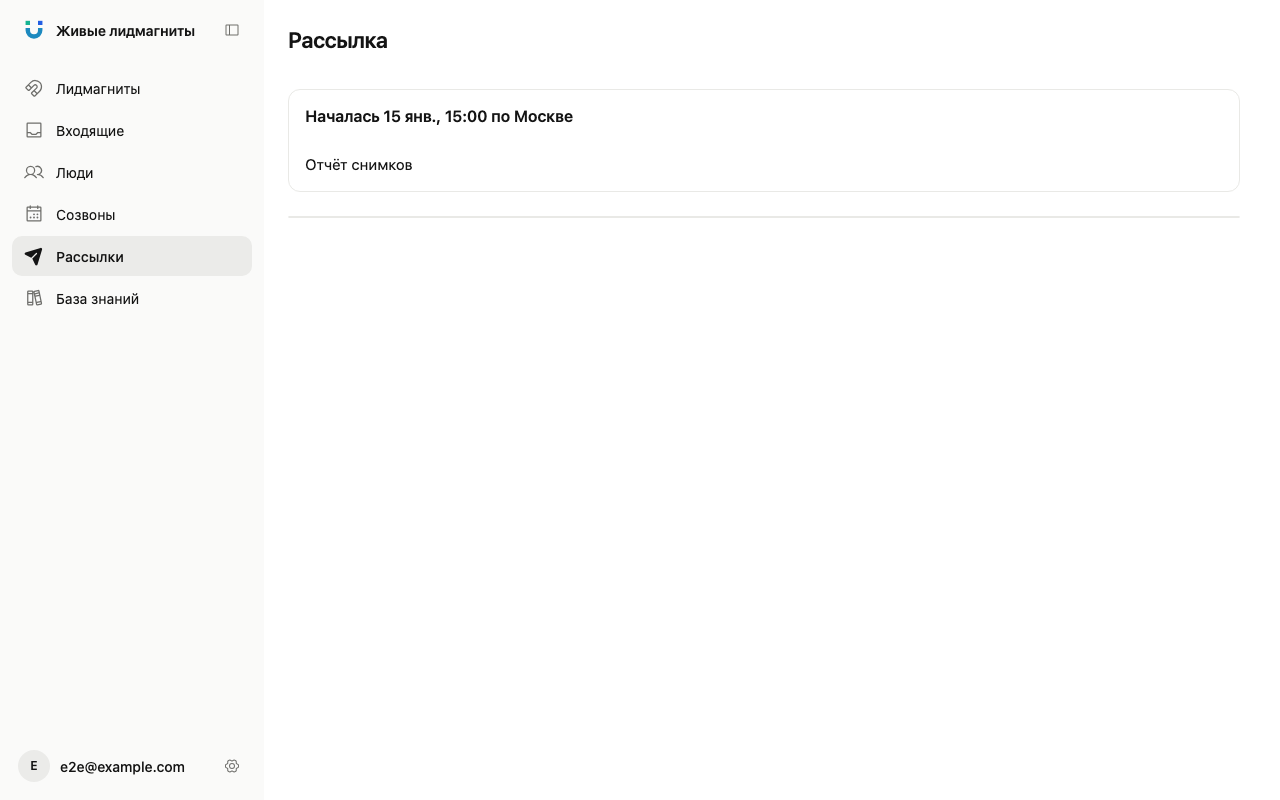 Живые лидмагниты
Лидмагниты
Входящие
Люди
Созвоны
Рассылки
База знаний
E
e2e@example.com
Рассылка
Началась 15 янв., 15:00 по Москве
Отчёт снимков